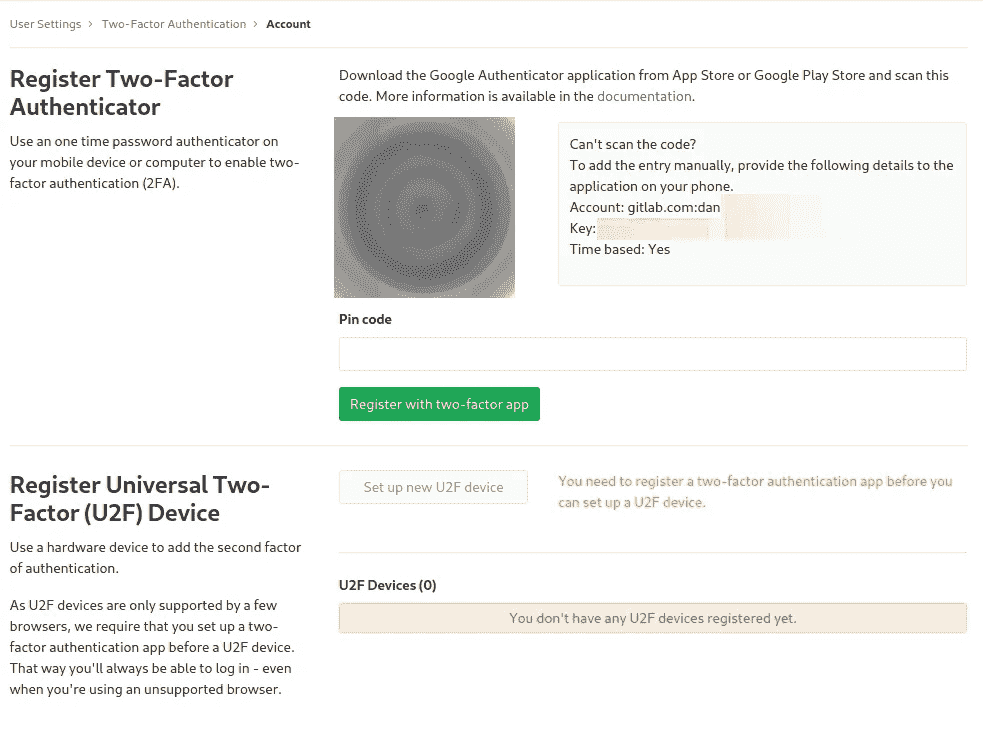 User Settings > Two-Factor Authentication > Account
Register Two-Factor
Authenticator
Use an one time password authenticator on
your mobile device or computer to enable two-
factor authentication (2FA).
Download the Google Authenticator application from App Store or Google Play Store and scan this
code. More information is available in the documentation.
Can't scan the code?
To add the entry manually, provide the following details to the
application on your phone.
Account: gitlab.com:dan
Key:
Time based: Yes
Pin code
Register with two-factor app
Register Universal Two-
Factor (U2F) Device
Use a hardware device to add the second factor
of authentication.
As U2F devices are only supported by a few
browsers, we require that you set up a two-
factor authentication app before a U2F device.
That way you'll always be able to log in - even
when you're using an unsupported browser.
Set up new U2F device
You need to register a two-factor authentication app before you
can set up a U2F device.
U2F Devices (0)
You don't have any U2F devices registered yet.